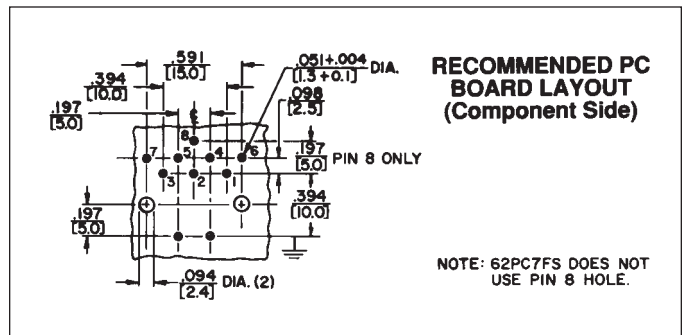 .591
[15.0]
.051+.004 DIA.
[1.3+0.1]
.394
[10.0]
.098
[2.5]
.197
[5.0]
RECOMMENDED PC
BOARD LAYOUT
(Component Side)
8
7 5 4 6
.197
[5.0] PIN 8 ONLY
3 2 1
.197
[5.0]
.394
[10.0]
.094 DIA. (2)
[2.4]
NOTE: 62PC7FS DOES NOT
USE PIN 8 HOLE.